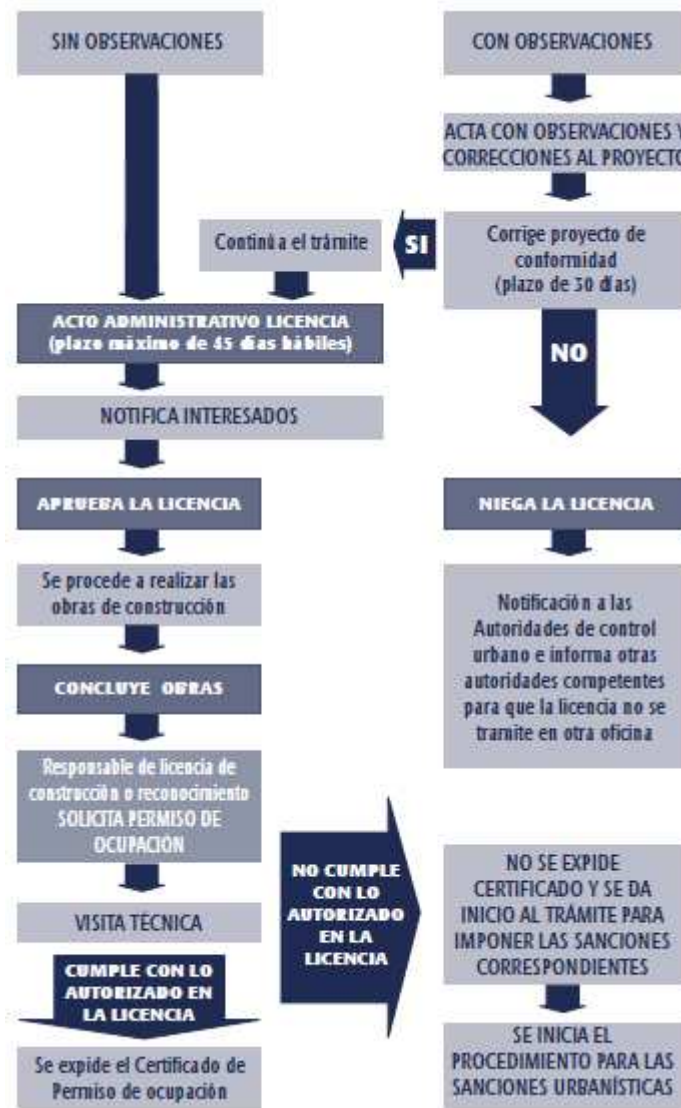 SIN OBSERVACIONES
CON OBSERVACIONES
ACTA CON OBSERVACIONES Y
CORRECCIONES AL PROYECTO
Continúa el trámite
SI
Corrige proyecto de
conformidad
(plazo de 30 días)
ACTO ADMINISTRATIVO LICENCIA
(plazo máximo de 45 días hábiles)
NO
NOTIFICA INTERESADOS
APRUEBA LA LICENCIA
NIEGA LA LICENCIA
Se procede a realizar las
obras de construcción
Notificación a las
Autoridades de control
urbano e informa otras
autoridades competentes
para que la licencia no se
tramite en otra oficina
CONCLUYE OBRAS
Responsable de licencia de
construcción o reconocimiento
SOLICITA PERMISO DE
OCUPACIÓN
NO CUMPLE
CON LO
AUTORIZADO
EN LA
LICENCIA
NO SE EXPIDE
CERTIFICADO Y SE DA
INICIO AL TRÁMITE PARA
IMPONER LAS SANCIONES
CORRESPONDIENTES
VISITA TÉCNICA
CUMPLE CON LO
AUTORIZADO EN
LA LICENCIA
Se expide el Certificado de
Permiso de ocupación
SE INICIA EL
PROCEDIMIENTO PARA LAS
SANCIONES URBANÍSTICAS